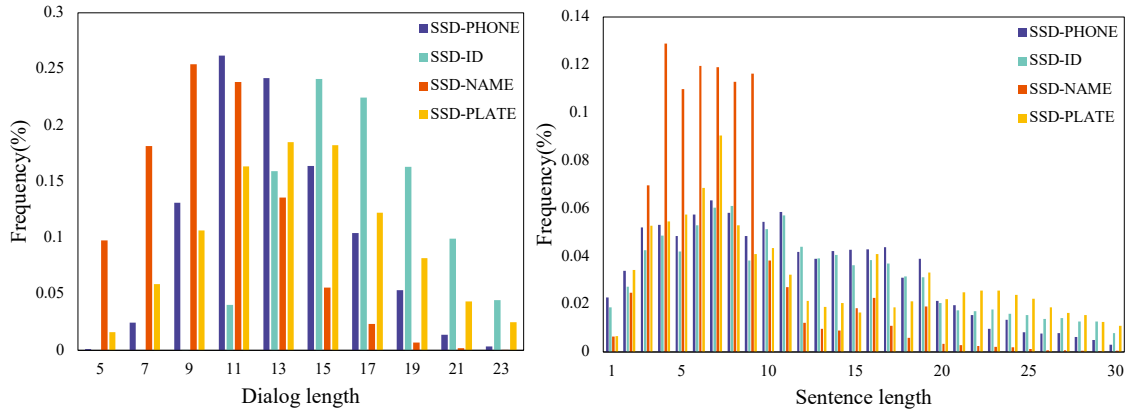 0.3
0.25
0.2
0.15
0.1
0.05
0
Frequency(%)
SSD-PHONE
SSD-ID
SSD-NAME
SSD-PLATE
5 7 9 11 13 15 17 19 21 23
Dialog length
0.14
0.12
0.1
0.08
0.06
0.04
0.02
0
Frequency(%)
SSD-PHONE
SSD-ID
SSD-NAME
SSD-PLATE
1 5 10 15 20 25 30
Sentence length